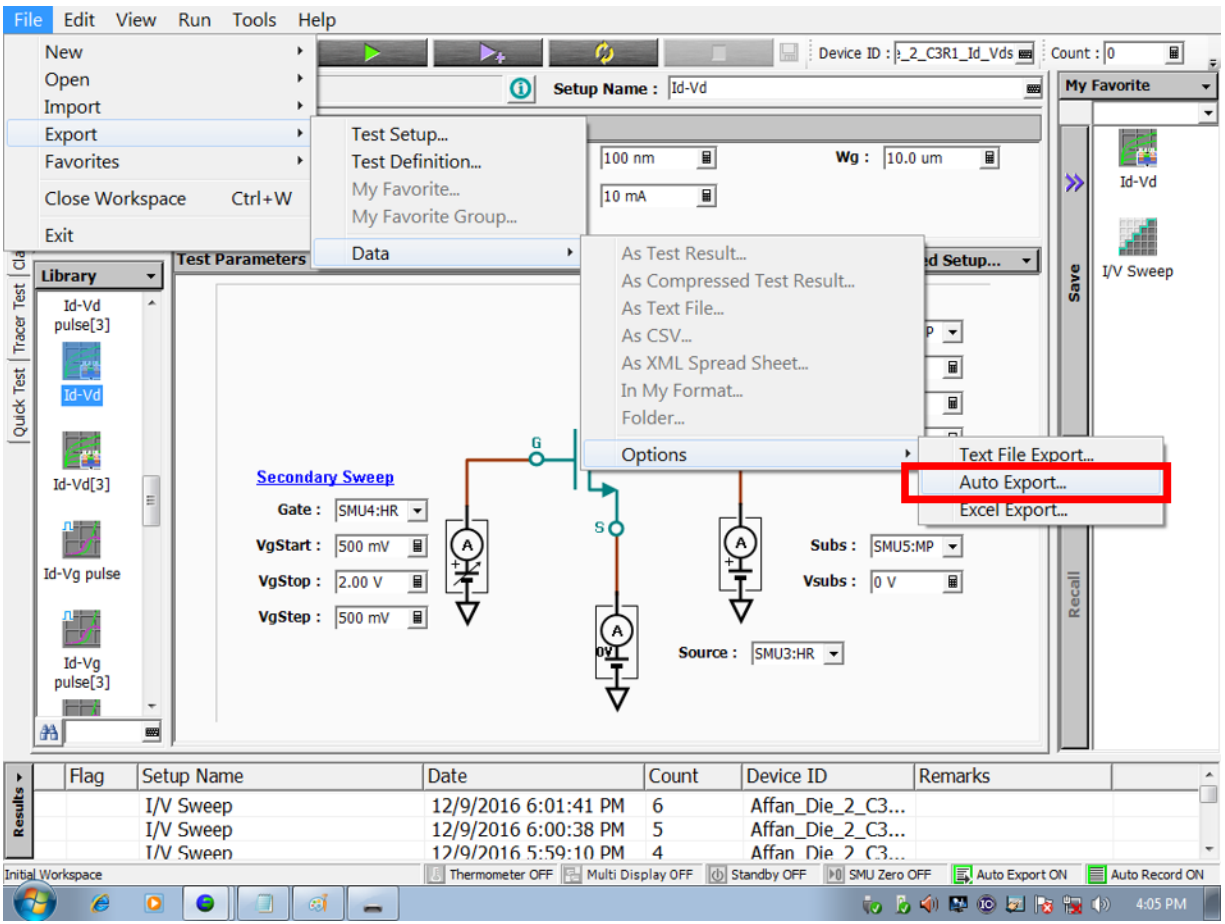 File Edit View Run Tools Help
New
Open
Import
Export
Favorites
Close Workspace Ctrl+W
Exit
Device ID : _2_C3R1_Id_Vds Count : 0
Setup Name : Id-Vd
My Favorite
Test Setup...
Test Definition...
My Favorite...
My Favorite Group...
Data
100 nm Wg : 10.0 um
10 mA
As Test Result...
As Compressed Test Result...
As Text File...
As CSV...
As XML Spread Sheet...
In My Format...
Folder...
Options
Text File Export...
Auto Export...
Excel Export...
Id-Vd
I/V Sweep
Save
Recall
Tracer Test
Quick Test
Library
Id-Vd pulse[3]
Id-Vd
Id-Vd[3]
Id-Vg pulse
Id-Vg pulse[3]
Test Parameters Setup...
Secondary Sweep
Gate : SMU4:HR
VgStart : 500 mV
VgStop : 2.00 V
VgStep : 500 mV
G
S
A
A
A
0V
Subs : SMU5:MP
Vsubs : 0 V
Source : SMU3:HR
Results
Flag Setup Name Date Count Device ID Remarks
I/V Sweep 12/9/2016 6:01:41 PM 6 Affan_Die_2_C3...
I/V Sweep 12/9/2016 6:00:38 PM 5 Affan_Die_2_C3...
I/V Sweep 12/9/2016 5:59:10 PM 4 Affan_Die_2_C3...
Initial Workspace Thermometer OFF Multi Display OFF Standby OFF SMU Zero OFF Auto Export ON Auto Record ON
4:05 PM